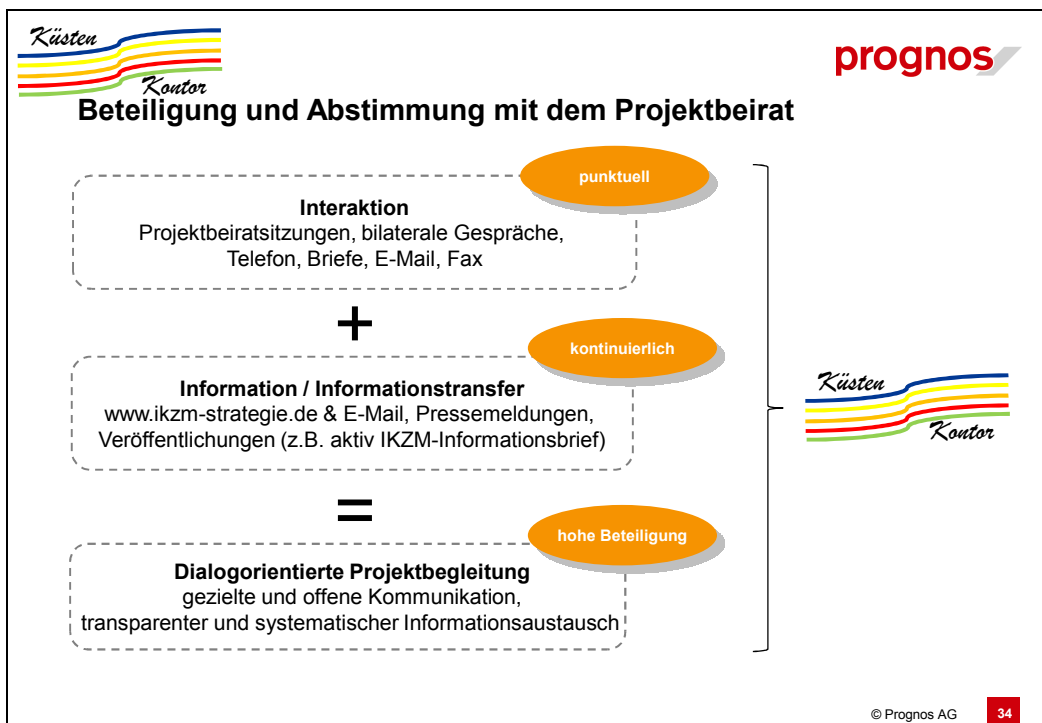 Küsten
Kontor
prognos
Beteiligung und Abstimmung mit dem Projektbeirat
punktuell
Interaktion
Projektbeiratsitzungen, bilaterale Gespräche,
Telefon, Briefe, E-Mail, Fax
+
kontinuierlich
Information / Informationstransfer
www.ikzm-strategie.de & E-Mail, Pressemeldungen,
Veröffentlichungen (z.B. aktiv IKZM-Informationsbrief)
=
hohe Beteiligung
Dialogorientierte Projektbegleitung
gezielte und offene Kommunikation,
transparenter und systematischer Informationsaustausch
Küsten
Kontor
© Prognos AG
34